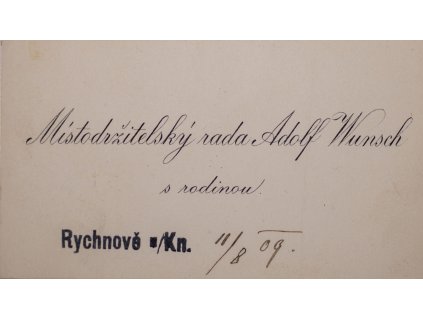 Místodržitelský rada Adolf Wunsch
s rodinou.
Rychnově n/Kn. 11/8 09.